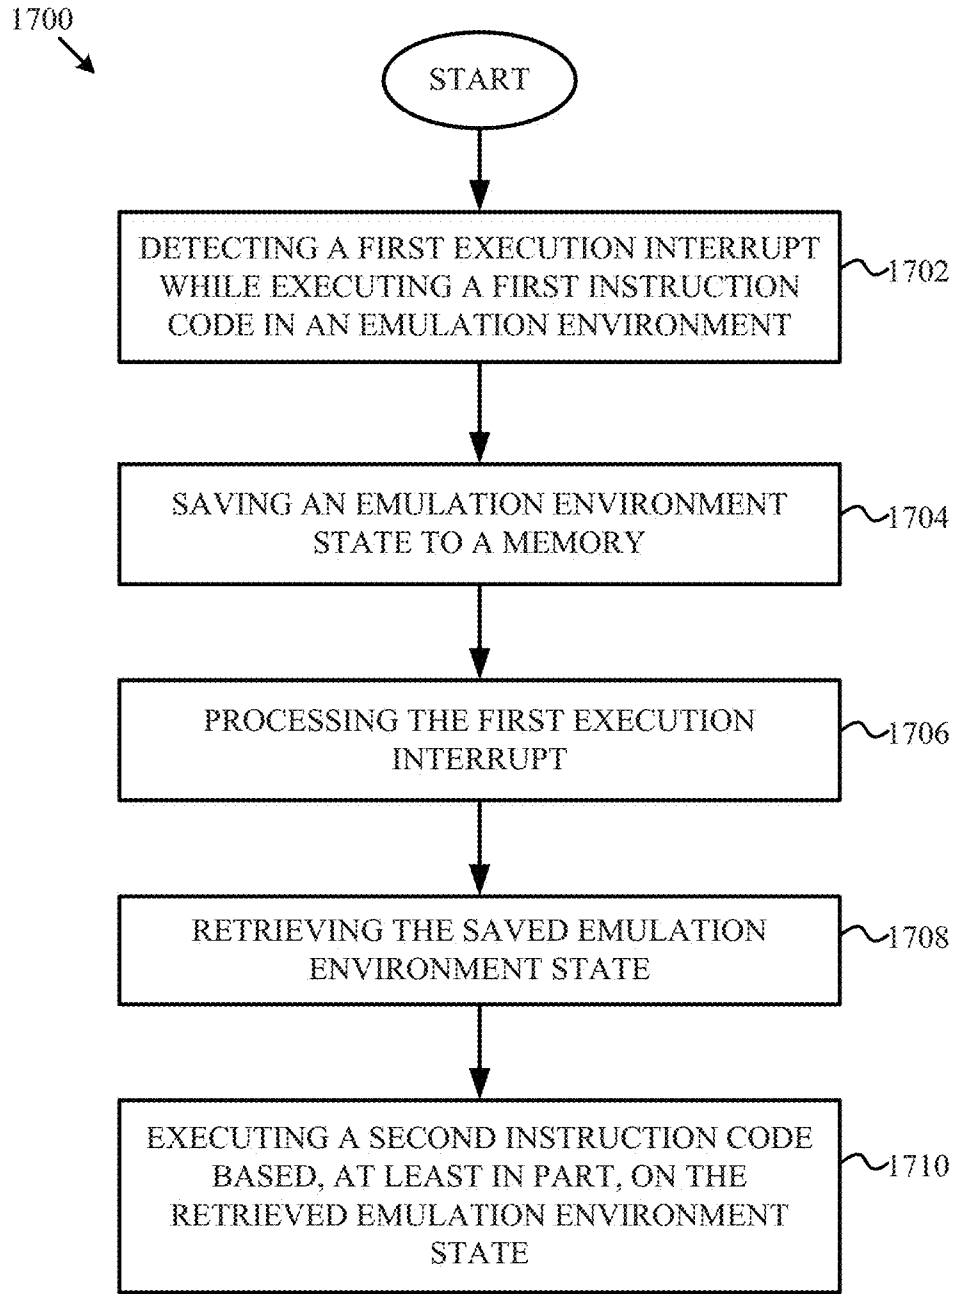 1700
START
DETECTING A FIRST EXECUTION INTERRUPT
WHILE EXECUTING A FIRST INSTRUCTION
CODE IN AN EMULATION ENVIRONMENT
1702
SAVING AN EMULATION ENVIRONMENT
STATE TO A MEMORY
1704
PROCESSING THE FIRST EXECUTION
INTERRUPT
1706
RETRIEVING THE SAVED EMULATION
ENVIRONMENT STATE
1708
EXECUTING A SECOND INSTRUCTION CODE
BASED, AT LEAST IN PART, ON THE
RETRIEVED EMULATION ENVIRONMENT
STATE
1710